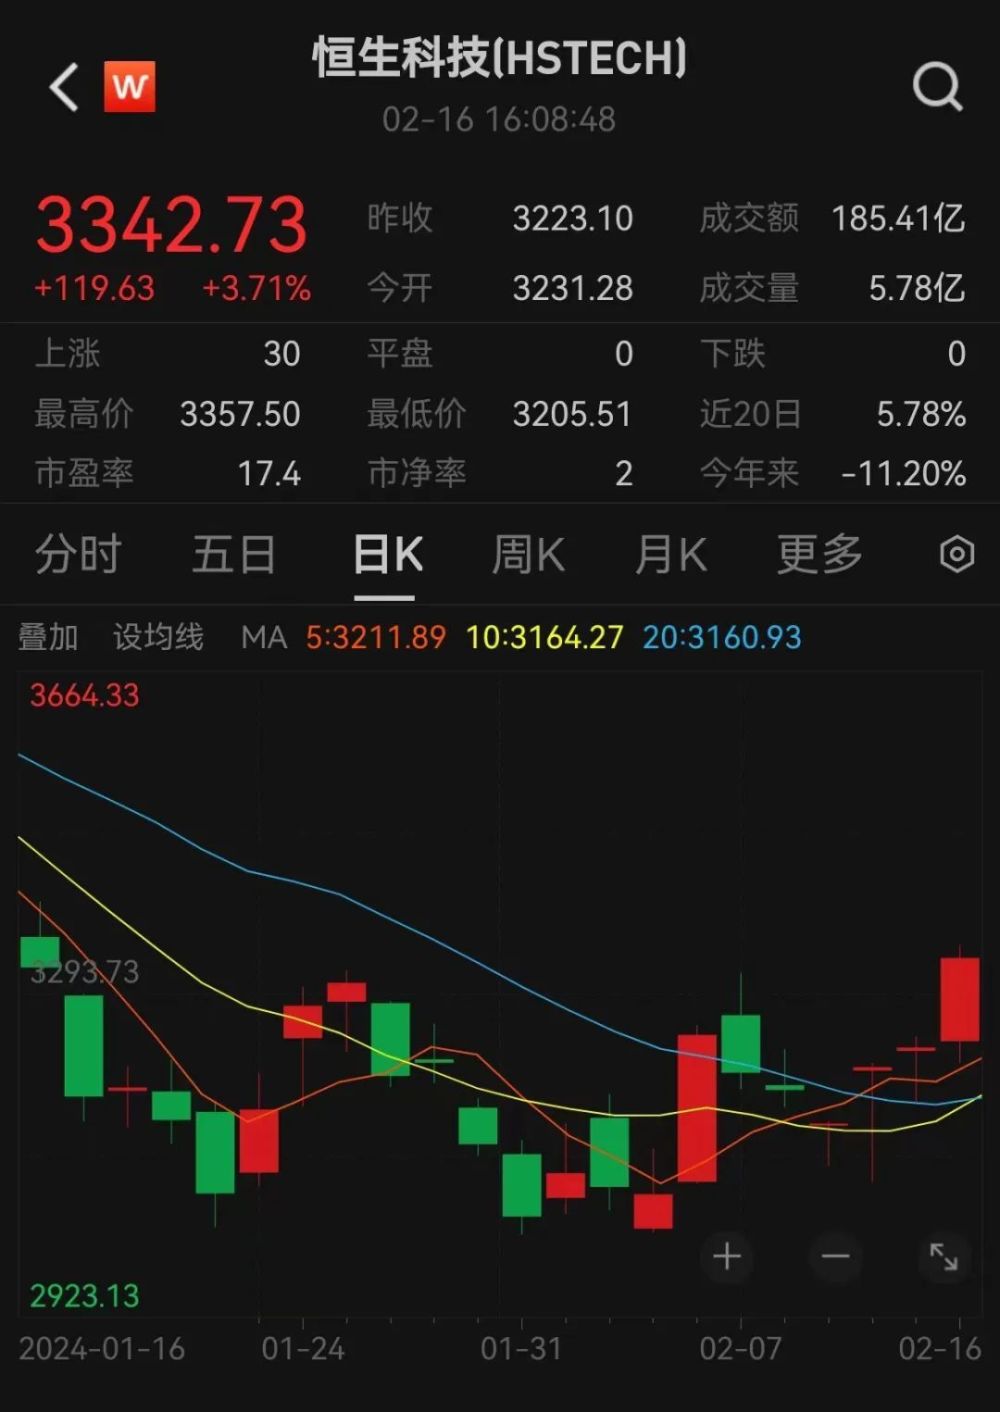 W
恒生科技(HSTECH)
02-16 16:08:48
3342.73
+119.63 +3.71%
昨收 3223.10 成交额 185.41亿
今开 3231.28 成交量 5.78亿
上涨 30 平盘 0 下跌 0
最高价 3357.50 最低价 3205.51 近20日 5.78%
市盈率 17.4 市净率 2 今年来 -11.20%
分时 五日 日K 周K 月K 更多
叠加 设均线 MA 5:3211.89 10:3164.27 20:3160.93
3664.33
3293.73
2923.13
2024-01-16 01-24 01-31 02-07 02-16